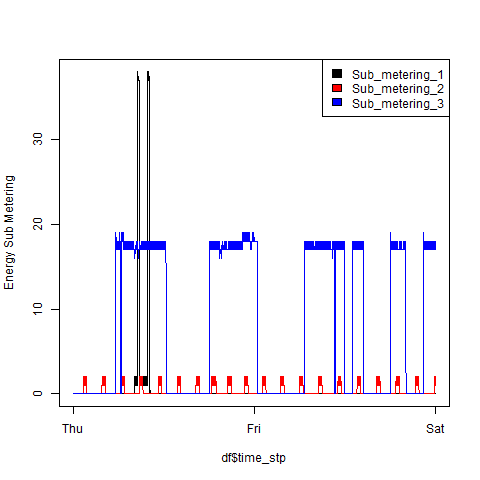 Sub_metering_1
Sub_metering_2
Sub_metering_3
Energy Sub Metering
30
20
10
0
Thu Fri Sat
df$time_stp